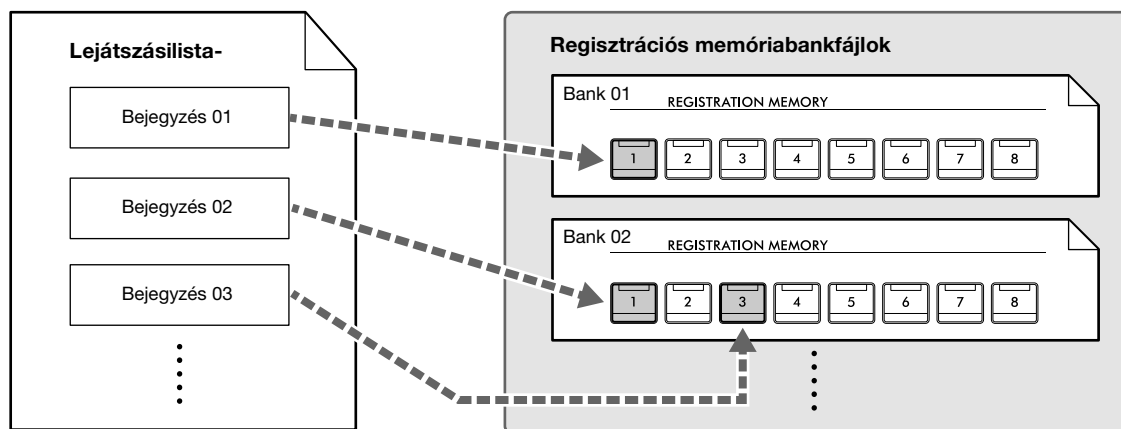 Lejátszásilista-
Bejegyzés 01
Bejegyzés 02
Bejegyzés 03
Regisztrációs memóriabankfájlok
Bank 01
REGISTRATION MEMORY
1 2 3 4 5 6 7 8
Bank 02
REGISTRATION MEMORY
1 2 3 4 5 6 7 8